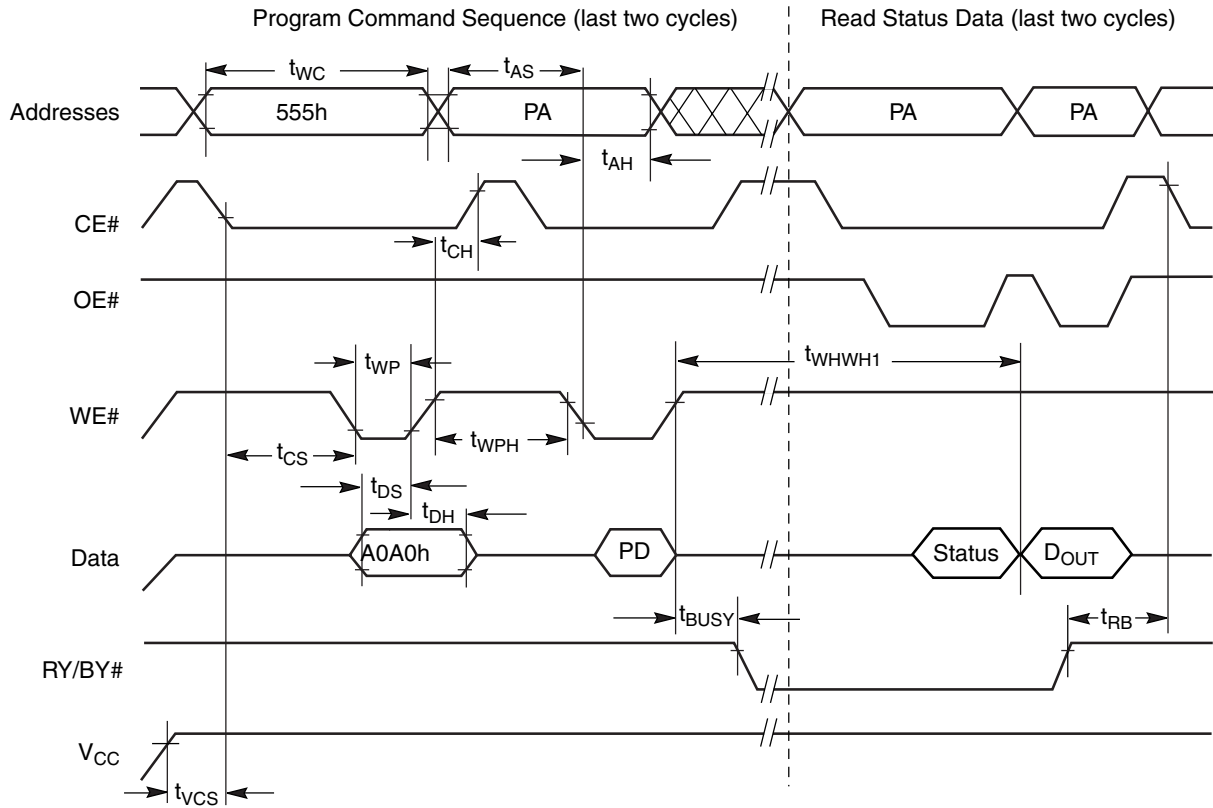 Program Command Sequence (last two cycles) Read Status Data (last two cycles)
tWC tAS
Addresses 555h PA PA PA
tAH
CE#
tCH
OE#
tWP tWHWH1
WE#
tCS tWPH
tDS
tDH
Data A0A0h PD Status DOUT
tBUSY tRB
RY/BY#
VCC
tVCS